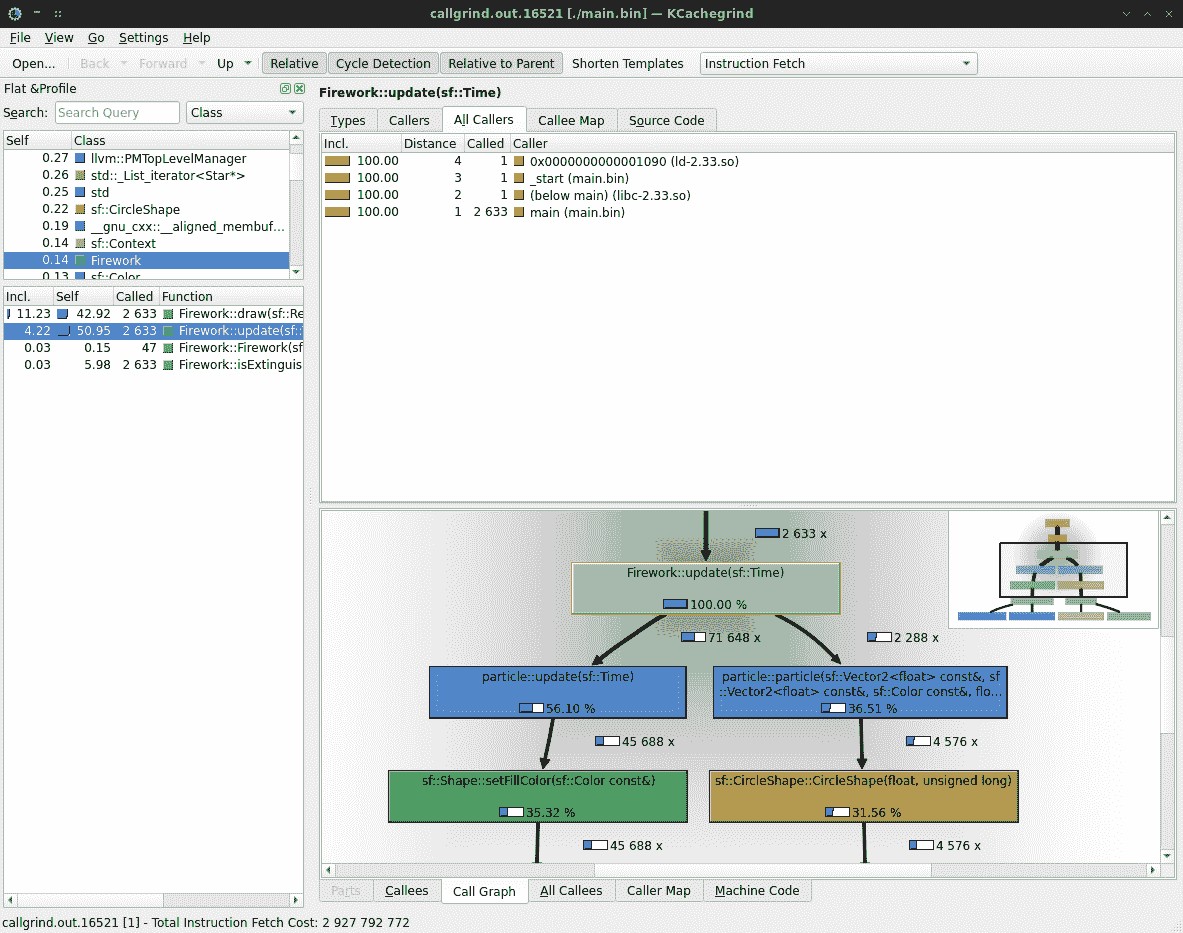 callgrind.out.16521 [./main.bin] — KCachegrind
File View Go Settings Help
Open... Back Forward Up Relative Cycle Detection Relative to Parent Shorten Templates Instruction Fetch
Flat &Profile
Search: Search Query Class
Self Class
0.27 llvm::PMTopLevelManager
0.26 std::_List_iterator<Star*>
0.25 std
0.22 sf::CircleShape
0.19 __gnu_cxx::__aligned_membuf...
0.14 sf::Context
0.14 Firework
0.13 sf::Color
Incl. Self Called Function
11.23 42.92 2 633 Firework::draw(sf::Re
4.22 50.95 2 633 Firework::update(sf::
0.03 0.15 47 Firework::Firework(sf
0.03 5.98 2 633 Firework::isExtinguis
Firework::update(sf::Time)
Types Callers All Callers Callee Map Source Code
Incl. Distance Called Caller
100.00 4 1 0x0000000000001090 (ld-2.33.so)
100.00 3 1 _start (main.bin)
100.00 2 1 (below main) (libc-2.33.so)
100.00 1 2 633 main (main.bin)
2 633 x
Firework::update(sf::Time)
100.00 %
71 648 x 2 288 x
particle::update(sf::Time)
56.10 %
particle::particle(sf::Vector2<float> const&, sf
::Vector2<float> const&, sf::Color const&, flo...
36.51 %
45 688 x 4 576 x
sf::Shape::setFillColor(sf::Color const&)
35.32 %
sf::CircleShape::CircleShape(float, unsigned long)
31.56 %
45 688 x 4 576 x
Parts Callees Call Graph All Callees Caller Map Machine Code
callgrind.out.16521 [1] - Total Instruction Fetch Cost: 2 927 792 772